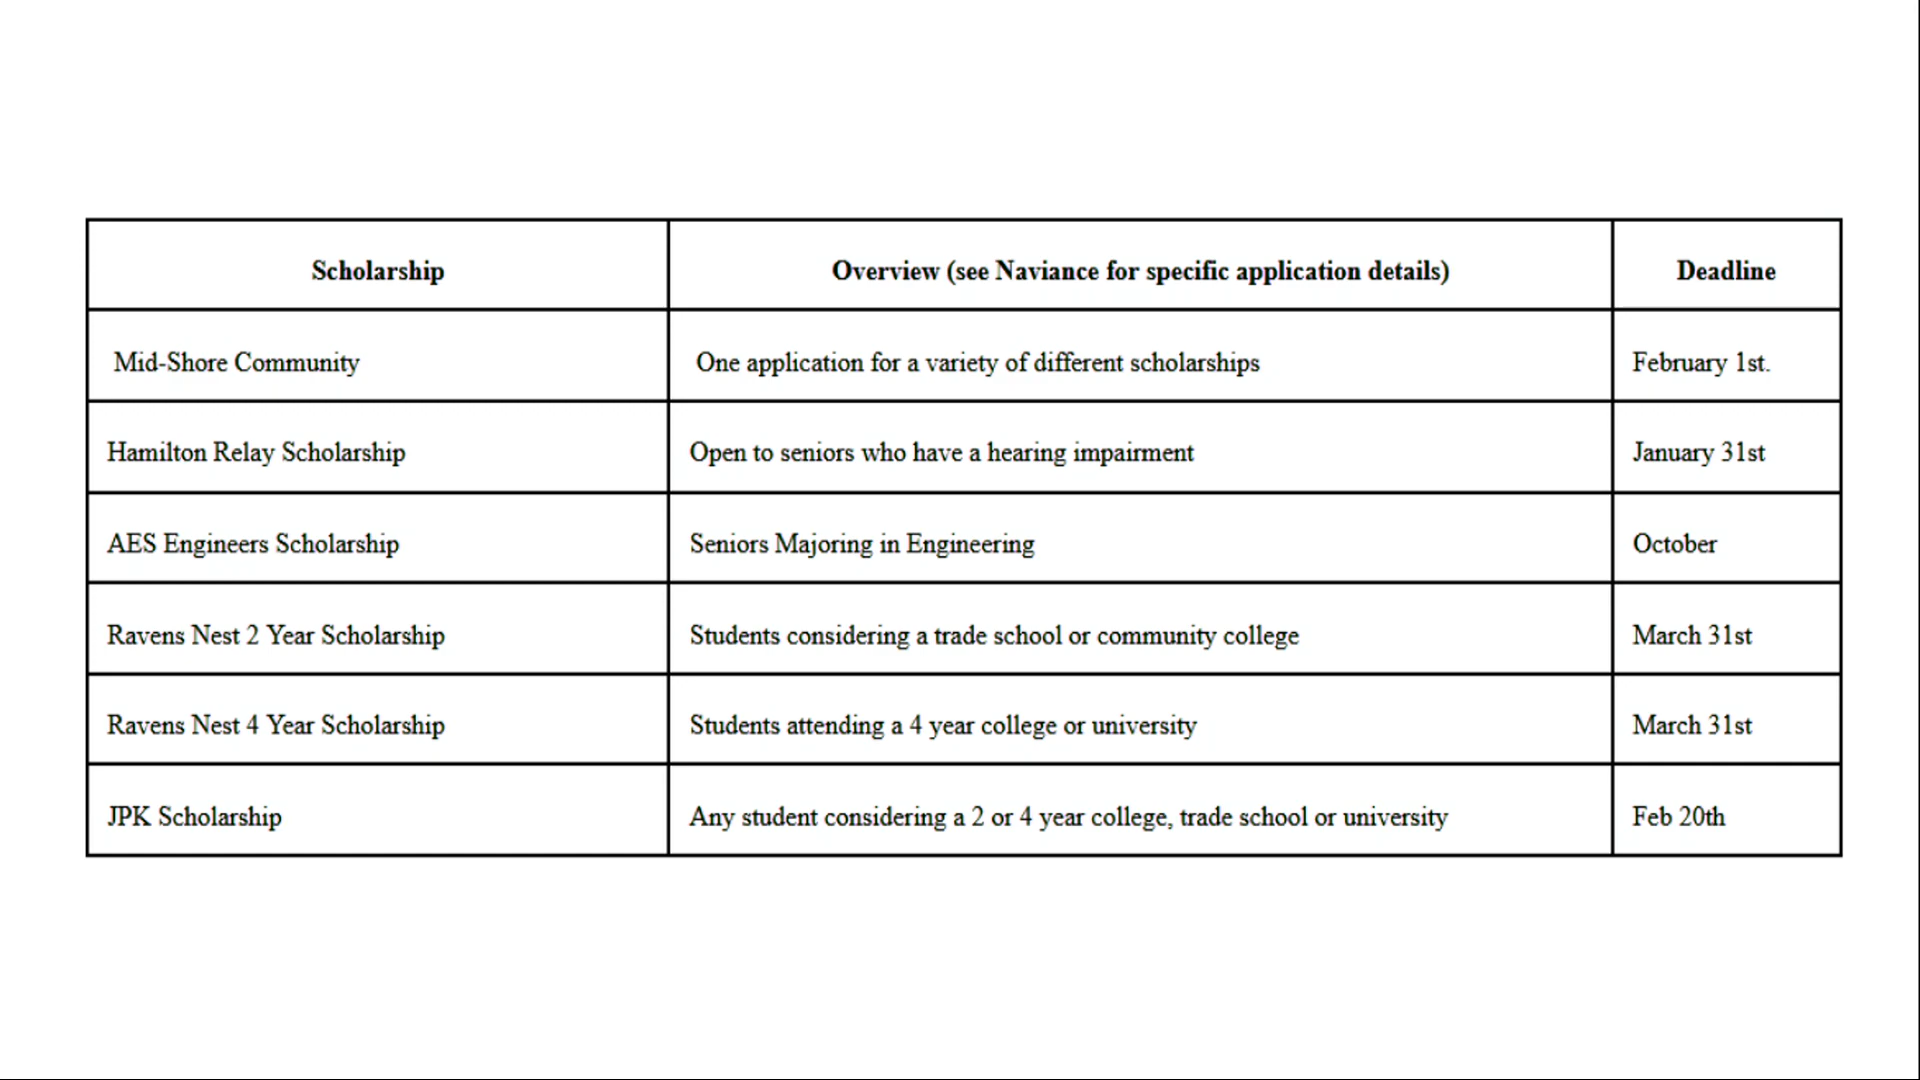 Scholarship Overview (see Naviance for specific application details) Deadline
Mid-Shore Community One application for a variety of different scholarships February 1st.
Hamilton Relay Scholarship Open to seniors who have a hearing impairment January 31st
AES Engineers Scholarship Seniors Majoring in Engineering October
Ravens Nest 2 Year Scholarship Students considering a trade school or community college March 31st
Ravens Nest 4 Year Scholarship Students attending a 4 year college or university March 31st
JPK Scholarship Any student considering a 2 or 4 year college, trade school or university Feb 20th